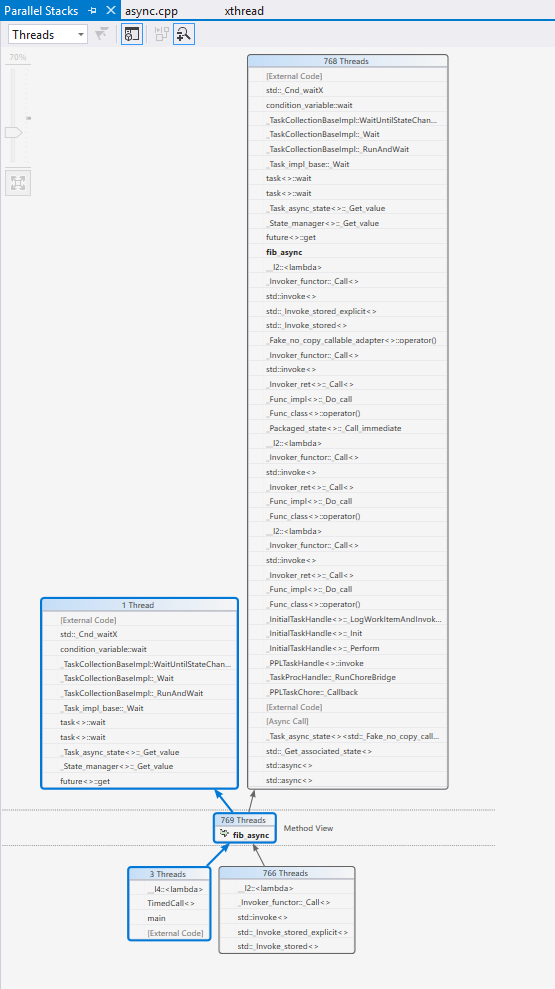 Parallel Stacks
async.cpp
xthread
Threads
70%
768 Threads
[External Code]
std::_Cnd_waitX
condition_variable::wait
_TaskCollectionBaseImpl::WaitUntilStateChan...
_TaskCollectionBaseImpl::_Wait
_TaskCollectionBaseImpl::_RunAndWait
_Task_impl_base::_Wait
task<>::wait
task<>::wait
_Task_async_state<>::_Get_value
_State_manager<>::_Get_value
future<>::get
fib_async
__l2::<lambda>
_Invoker_functor::_Call<>
std::invoke<>
std::_Invoke_stored_explicit<>
std::_Invoke_stored<>
_Fake_no_copy_callable_adapter<>::operator()
_Invoker_functor::_Call<>
std::invoke<>
_Invoker_ret<>::_Call<>
_Func_impl<>::_Do_call
_Func_class<>::operator()
_Packaged_state<>::_Call_immediate
__l2::<lambda>
_Invoker_functor::_Call<>
std::invoke<>
_Invoker_ret<>::_Call<>
_Func_impl<>::_Do_call
_Func_class<>::operator()
__l2::<lambda>
_Invoker_functor::_Call<>
std::invoke<>
_Invoker_ret<>::_Call<>
_Func_impl<>::_Do_call
_Func_class<>::operator()
_InitialTaskHandle<>::_LogWorkItemAndInvok...
_InitialTaskHandle<>::_Init
_InitialTaskHandle<>::_Perform
_PPLTaskHandle<>::invoke
_TaskProcHandle::_RunChoreBridge
_PPLTaskChore::_Callback
[External Code]
[Async Call]
_Task_async_state<><std::_Fake_no_copy_call...
std::_Get_associated_state<>
std::async<>
std::async<>
1 Thread
[External Code]
std::_Cnd_waitX
condition_variable::wait
_TaskCollectionBaseImpl::WaitUntilStateChan...
_TaskCollectionBaseImpl::_Wait
_TaskCollectionBaseImpl::_RunAndWait
_Task_impl_base::_Wait
task<>::wait
task<>::wait
_Task_async_state<>::_Get_value
_State_manager<>::_Get_value
future<>::get
769 Threads
fib_async
Method View
3 Threads
__l4::<lambda>
TimedCall<>
main
[External Code]
766 Threads
__l2::<lambda>
_Invoker_functor::_Call<>
std::invoke<>
std::_Invoke_stored_explicit<>
std::_Invoke_stored<>